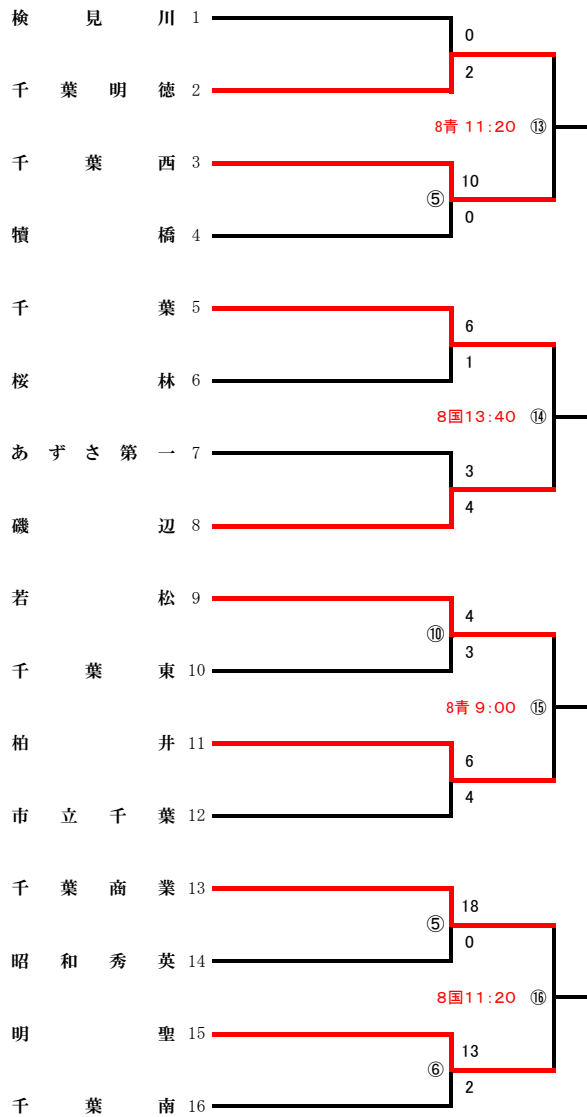 検見川 1
0
2
千葉明徳 2
8青 11:20 ⑬
千葉西 3
10
⑤
0
犢橋 4
千葉 5
6
1
桜林 6
8国13:40 ⑭
あずさ第一 7
3
4
磯辺 8
若松 9
4
⑩
3
千葉東 10
8青 9:00 ⑮
柏井 11
6
4
市立千葉 12
千葉商業 13
18
⑤
0
昭和秀英 14
8国11:20 ⑯
明聖 15
13
⑥
2
千葉南 16